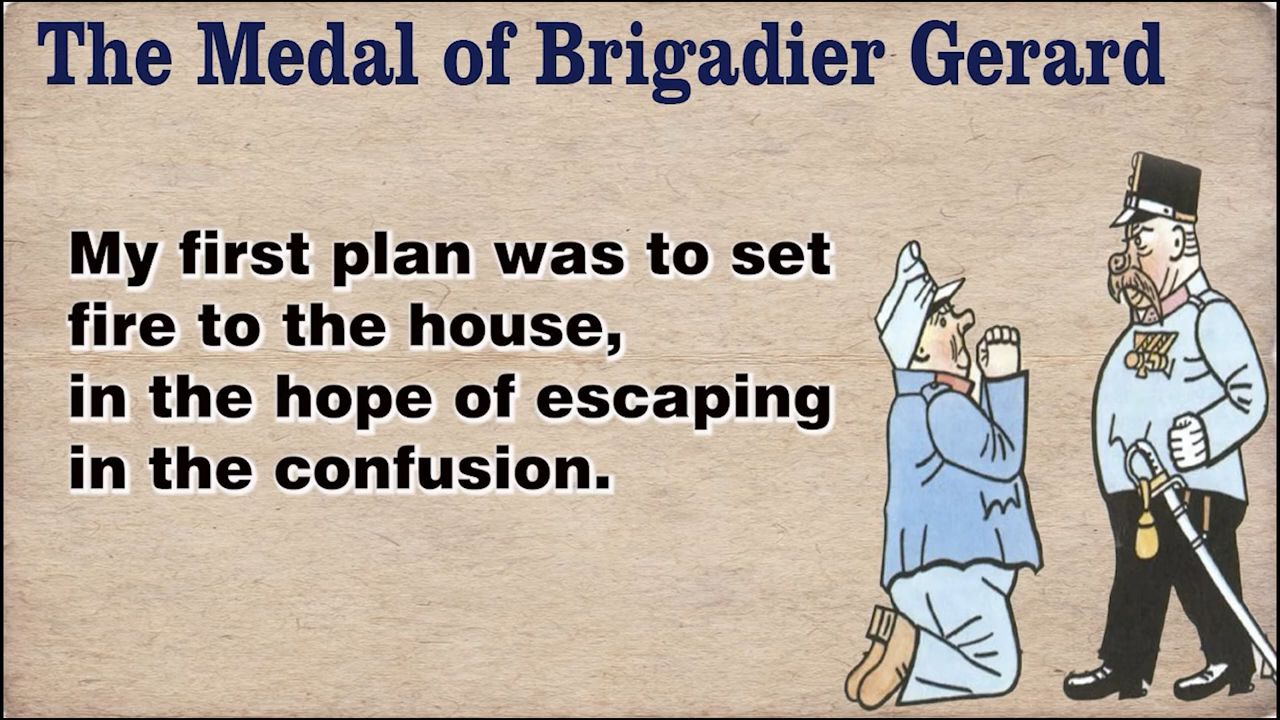 The Medal of Brigadier Gerard
My first plan was to set
fire to the house,
in the hope of escaping
in the confusion.